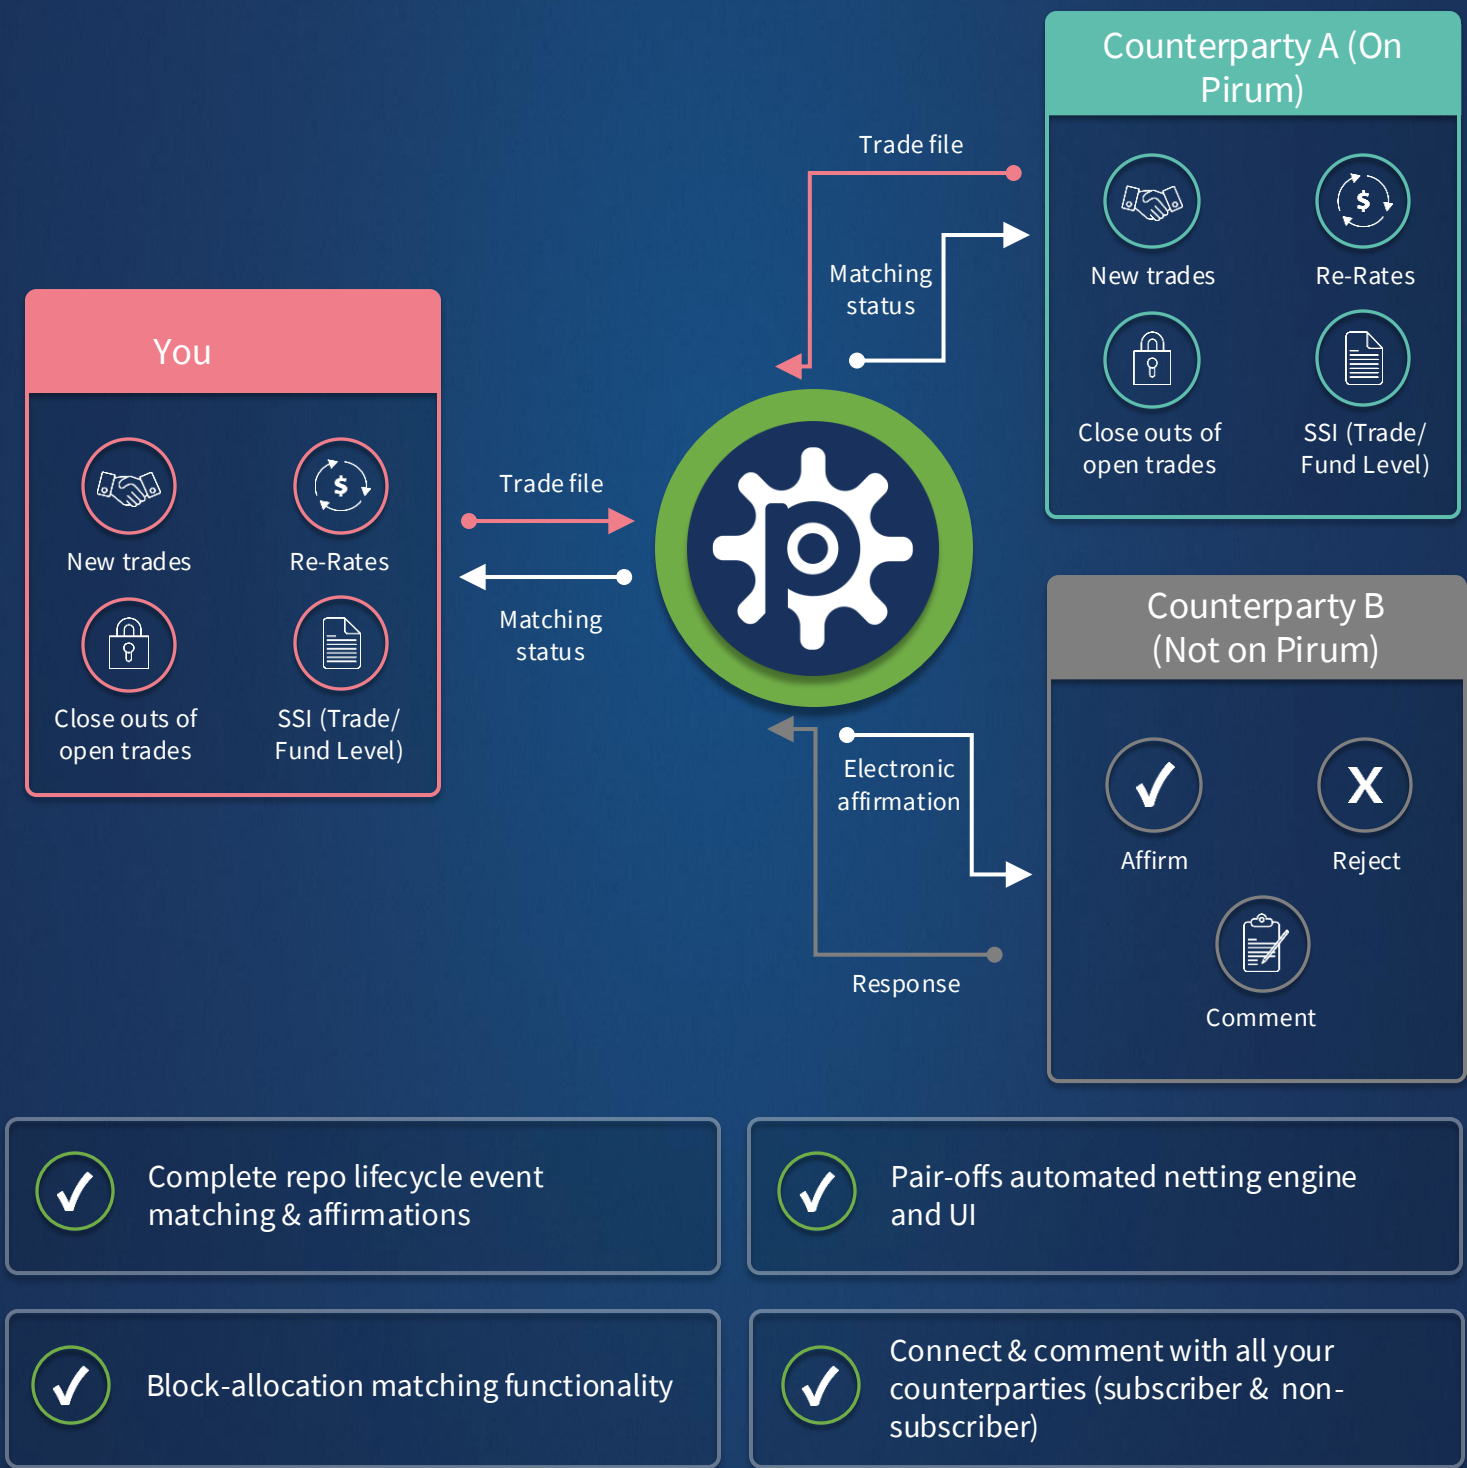 Counterparty A (On
Pirum)
Trade file
Matching
status
New trades
Re-Rates
Close outs of
open trades
SSI (Trade/
Fund Level)
You
New trades
Re-Rates
Close outs of
open trades
SSI (Trade/
Fund Level)
Trade file
Matching
status
Counterparty B
(Not on Pirum)
Electronic
affirmation
Response
Affirm
Reject
Comment
Complete repo lifecycle event
matching & affirmations
Pair-offs automated netting engine
and UI
Block-allocation matching functionality
Connect & comment with all your
counterparties (subscriber & non-
subscriber)